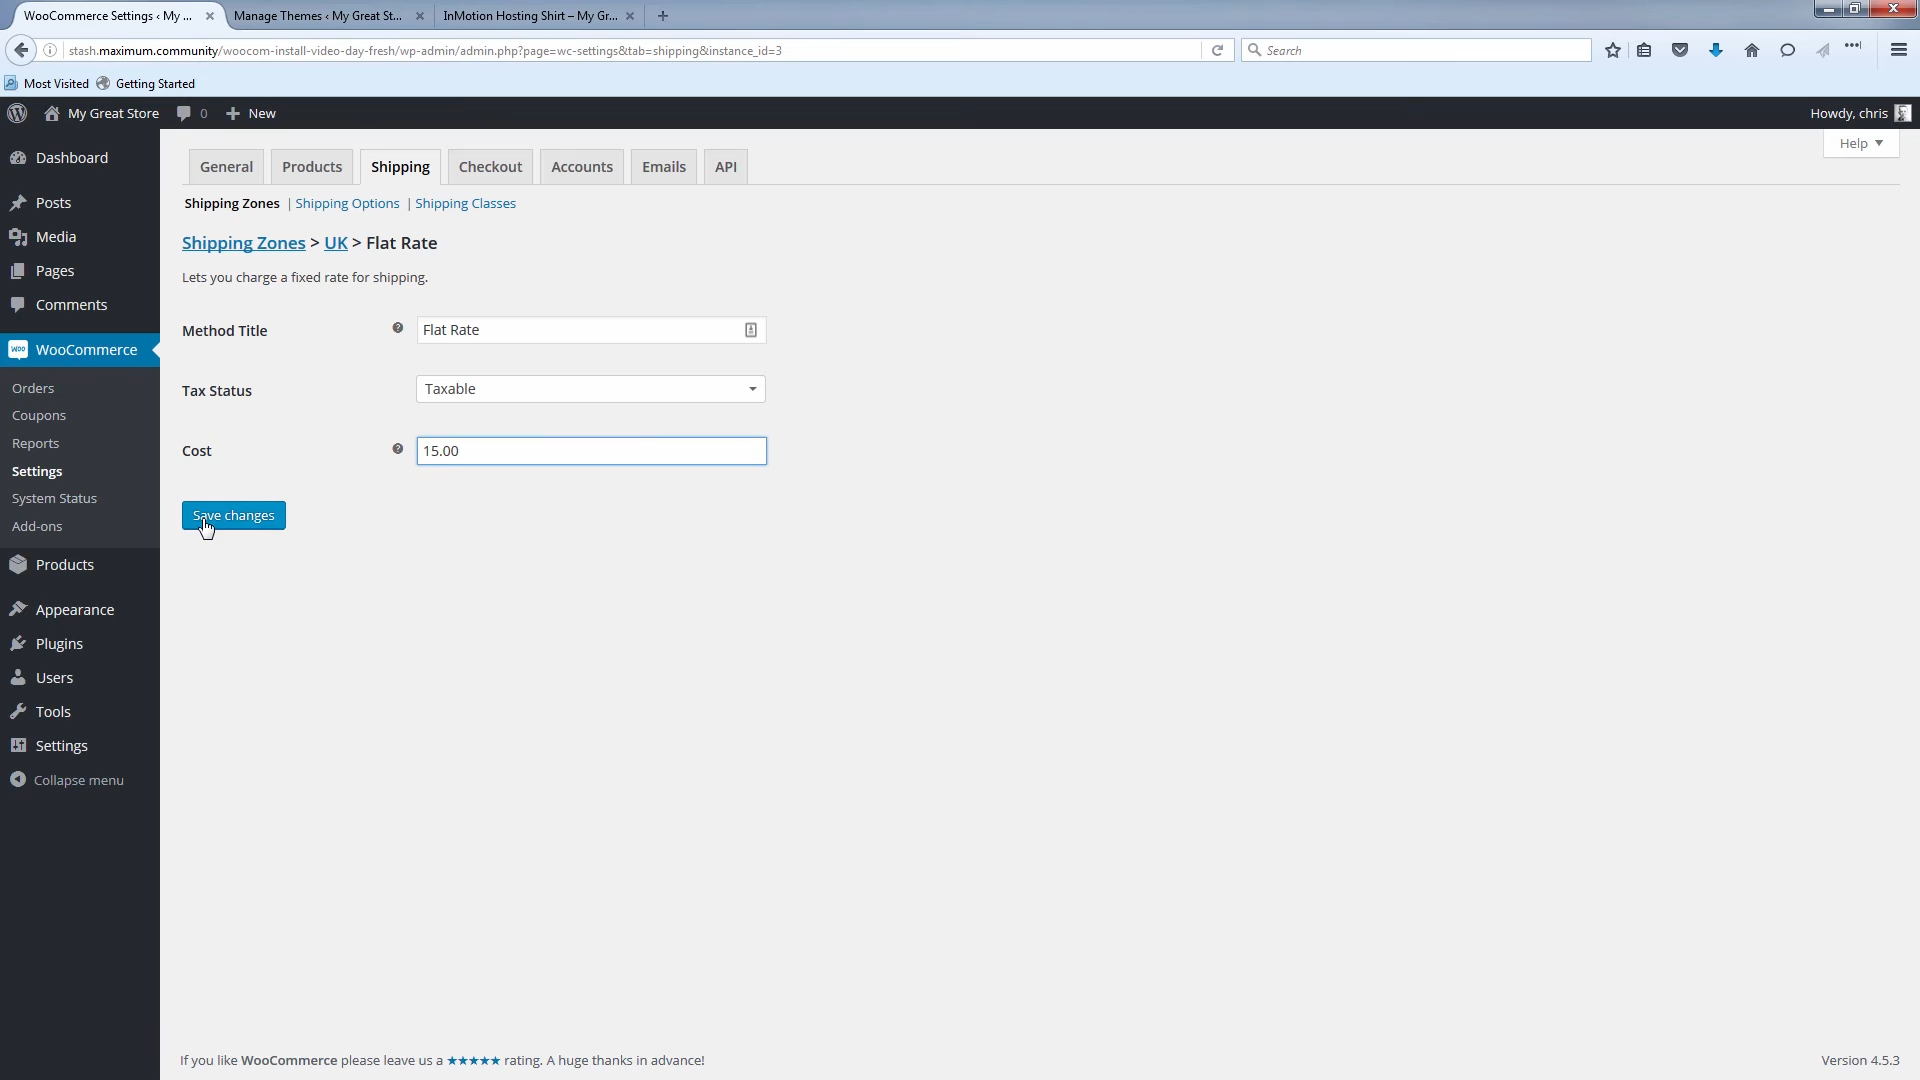 WooCommerce Settings ‹ My ...
Manage Themes ‹ My Great St...
InMotion Hosting Shirt – My Gr...
stash.maximum.community/woocom-install-video-day-fresh/wp-admin/admin.php?page=wc-settings&tab=shipping&instance_id=3
Search
Most Visited
Getting Started
My Great Store
0
New
Howdy, chris
Help
Dashboard
Posts
Media
Pages
Comments
WooCommerce
Orders
Coupons
Reports
Settings
System Status
Add-ons
Products
Appearance
Plugins
Users
Tools
Settings
Collapse menu
General
Products
Shipping
Checkout
Accounts
Emails
API
Shipping Zones | Shipping Options | Shipping Classes
Shipping Zones > UK > Flat Rate
Lets you charge a fixed rate for shipping.
Method Title
Flat Rate
Tax Status
Taxable
Cost
15.00
Save changes
If you like WooCommerce please leave us a ★★★★★ rating. A huge thanks in advance!
Version 4.5.3